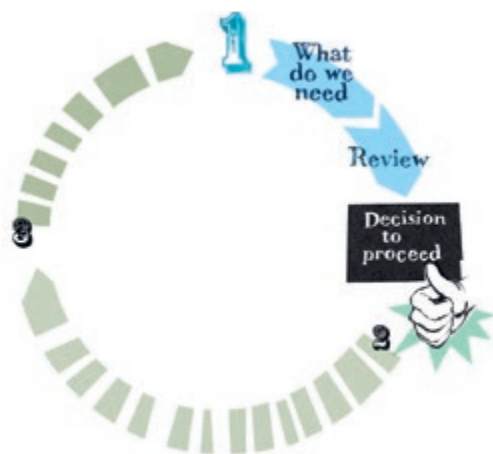 1
What
do we
need
Review
Decision
to
proceed
2
3